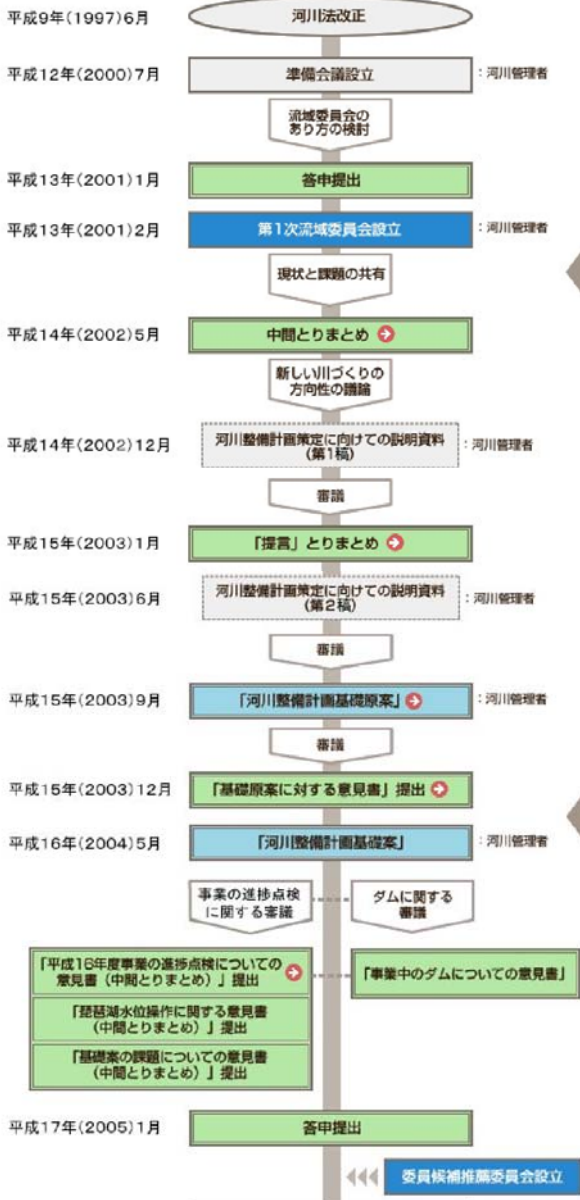 平成9年(1997)6月
河川法改正
平成12年(2000)7月
準備会議設立
:河川管理者
流域委員会の
あり方の検討
平成13年(2001)1月
答申提出
平成13年(2001)2月
第1次流域委員会設立
:河川管理者
現状と課題の共有
平成14年(2002)5月
中間とりまとめ
新しい川づくりの
方向性の議論
平成14年(2002)12月
河川整備計画策定に向けての説明資料
(第1稿)
:河川管理者
審議
平成15年(2003)1月
「提言」とりまとめ
平成15年(2003)6月
河川整備計画策定に向けての説明資料
(第2稿)
:河川管理者
審議
平成15年(2003)9月
「河川整備計画基礎原案」
:河川管理者
審議
平成15年(2003)12月
「基礎原案に対する意見書」提出
平成16年(2004)5月
「河川整備計画基礎案」
:河川管理者
事業の進捗点検
に関する審議
ダムに関する
審議
「平成16年度事業の進捗点検についての
意見書(中間とりまとめ)」提出
「事業中のダムについての意見書」
「琵琶湖水位操作に関する意見書
(中間とりまとめ)」提出
「基礎案の課題についての意見書
(中間とりまとめ)」提出
平成17年(2005)1月
答申提出
委員候補推薦委員会設立